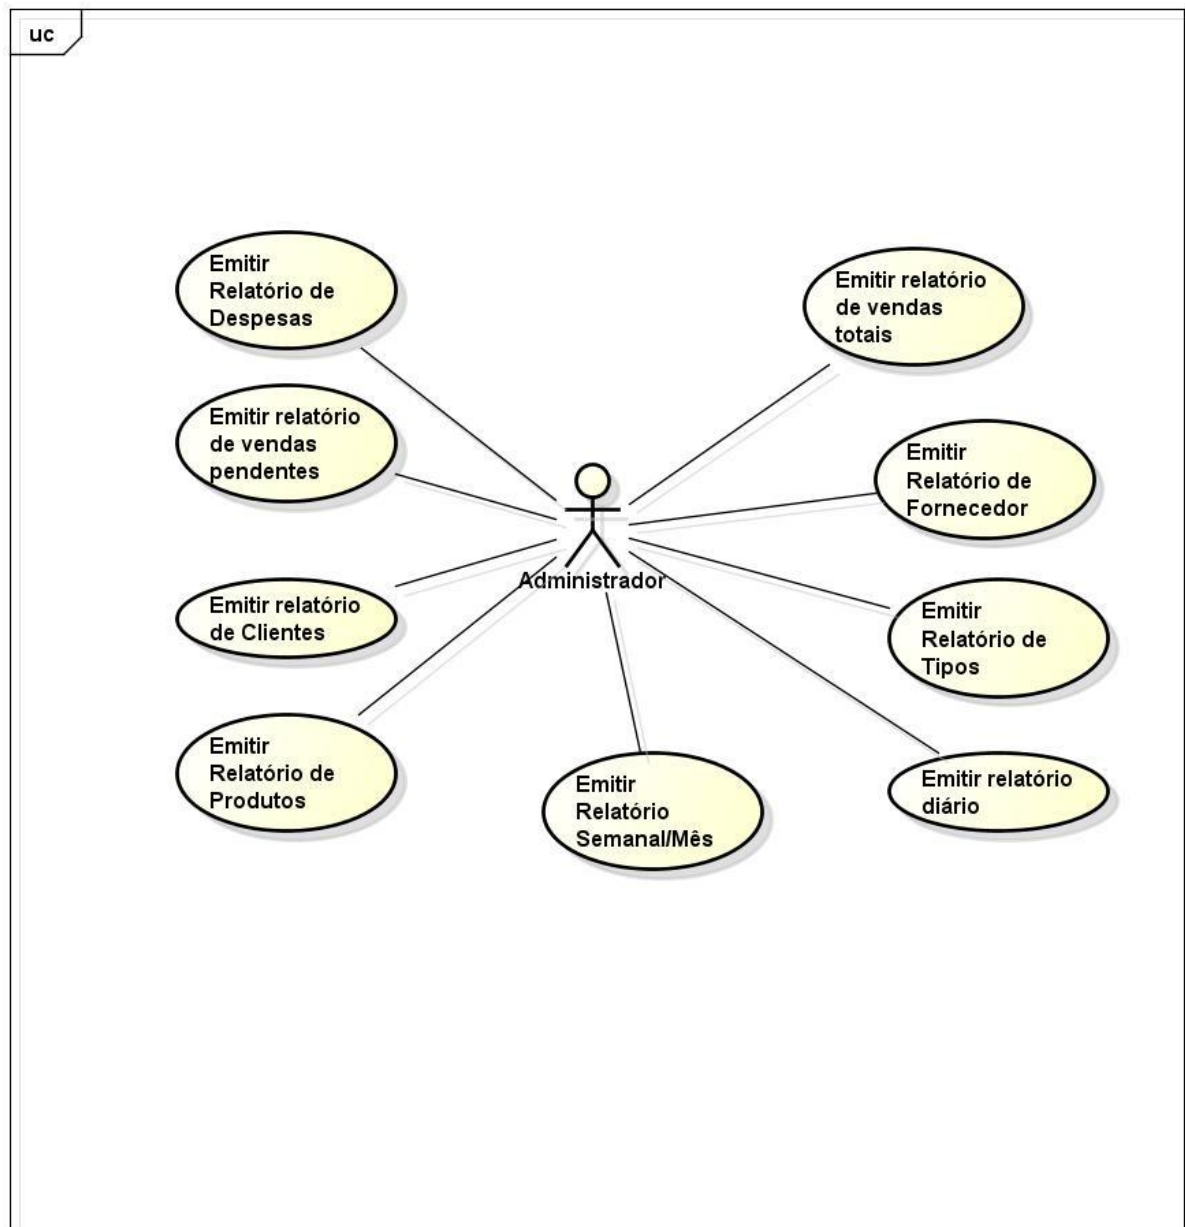 uc
Emitir
Relatório de
Despesas
Emitir relatório
de vendas
totais
Emitir relatório
de vendas
pendentes
Emitir
Relatório de
Fornecedor
Administrador
Emitir relatório
de Clientes
Emitir
Relatório de
Tipos
Emitir
Relatório de
Produtos
Emitir
Relatório
Semanal/Mês
Emitir relatório
diário